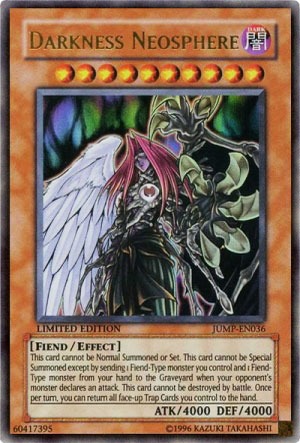 DARKNESS NEOSPHERE
DARK
闇
LIMITED EDITION JUMP-EN036
[FIEND / EFFECT]
This card cannot be Normal Summoned or Set. This card cannot be Special
Summoned except by sending 1 Fiend-Type monster you control and 1 Fiend-
Type monster from your hand to the Graveyard when your opponent's
monster declares an attack. This card cannot be destroyed by battle. Once
per turn, you can return all face-up Trap Cards you control to the hand.
ATK/4000 DEF/4000
60417395 ©1996 KAZUKI TAKAHASHI